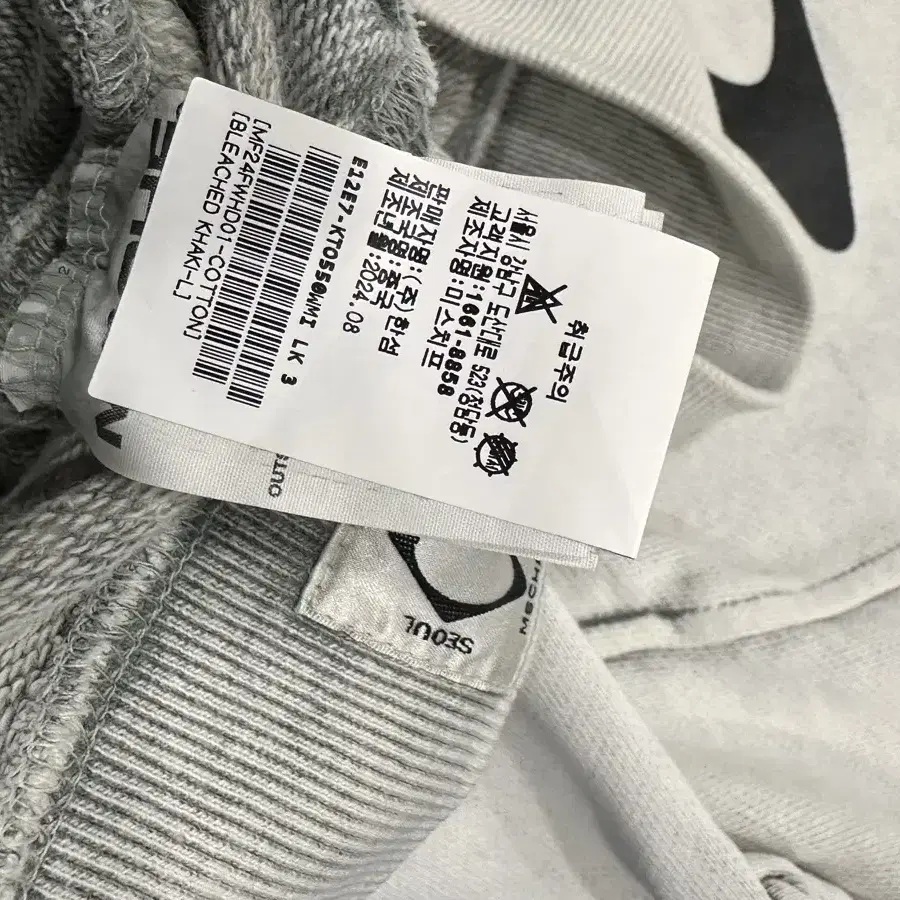 취급주의
서울시 강남구 도산대로 523(청담동)
고객지원:1661-8858
제조자명:미스치프
판매자명:(주)한섬
제조국명:중국
제조년월:2024.08
E12E7-KTO550WWI LK 3
[MF24FWHD01-COTTON]
[BLEACHED KHAKI-L]
SEOUL